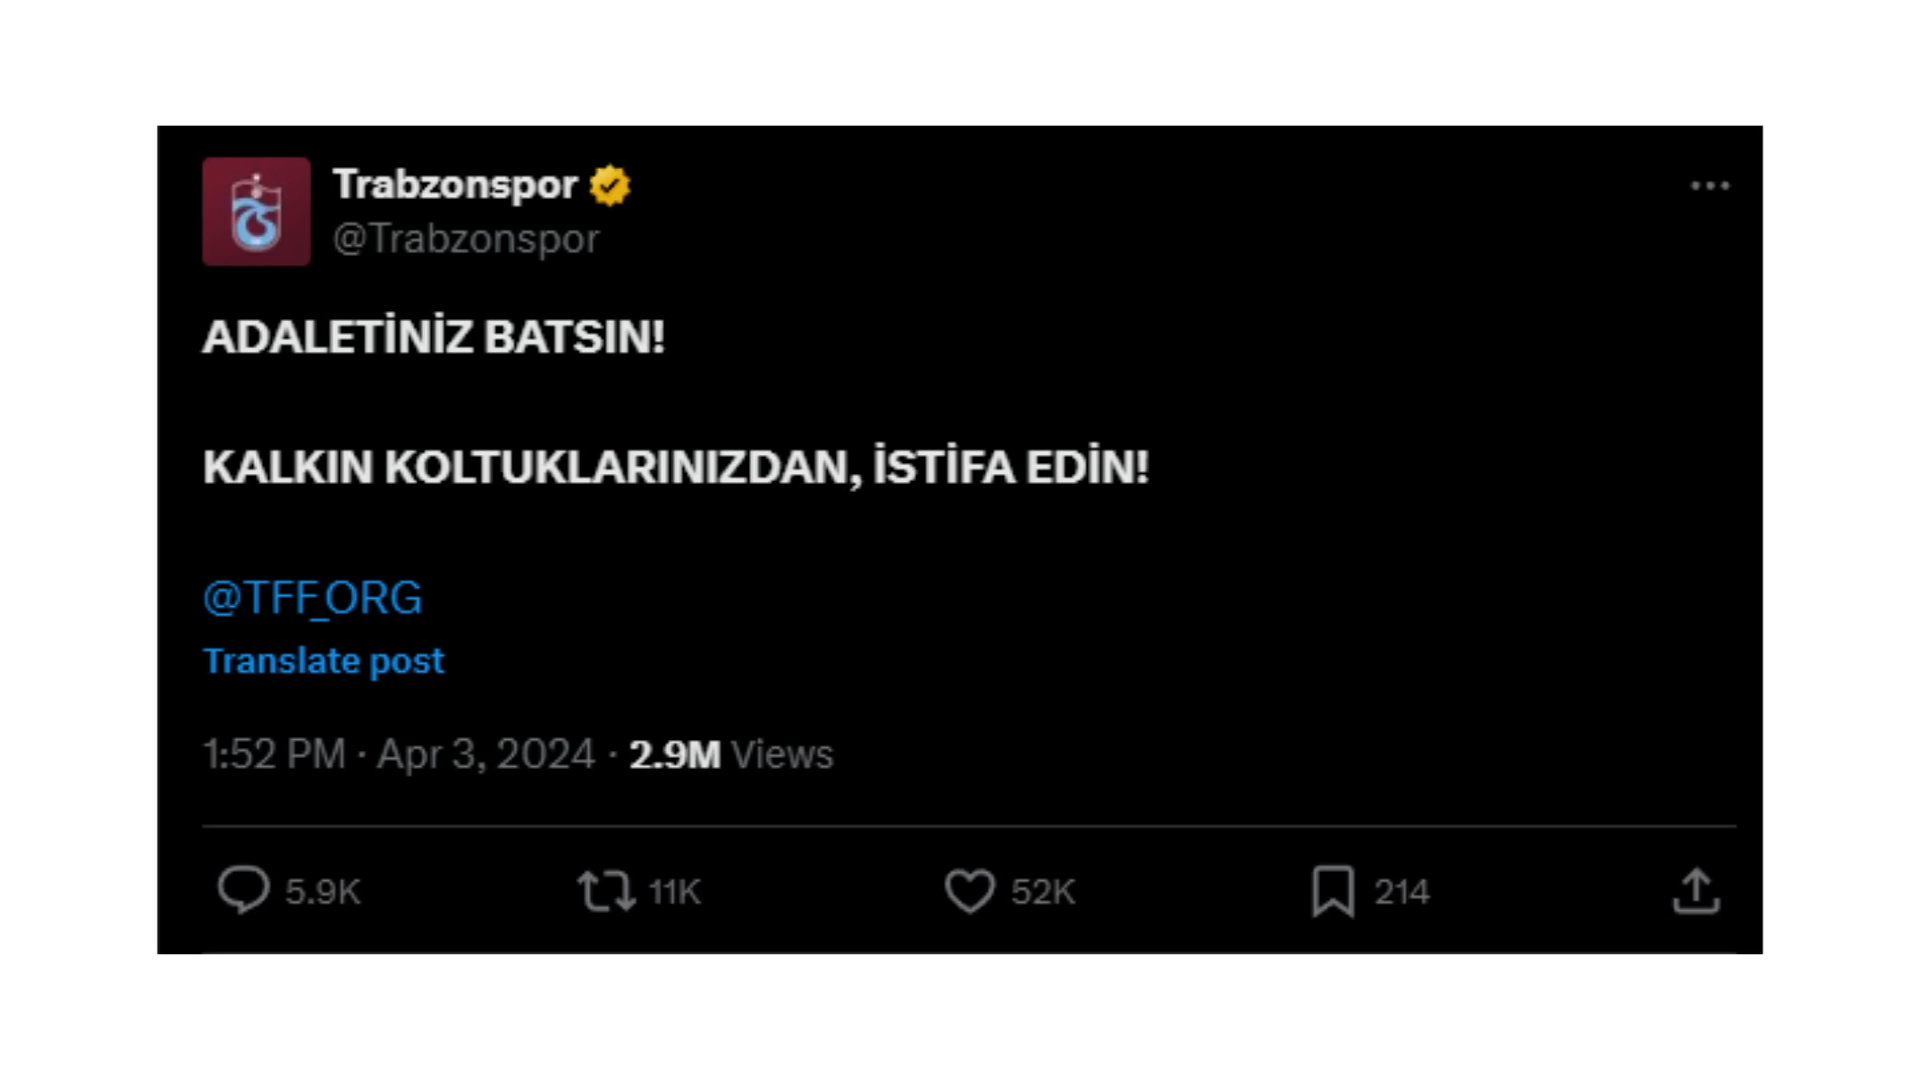 Trabzonspor
@Trabzonspor
ADALETİNİZ BATSIN!
KALKIN KOLTUKLARINIZDAN, İSTİFA EDİN!
@TFF_ORG
Translate post
1:52 PM · Apr 3, 2024 · 2.9M Views
5.9K 11K 52K 214